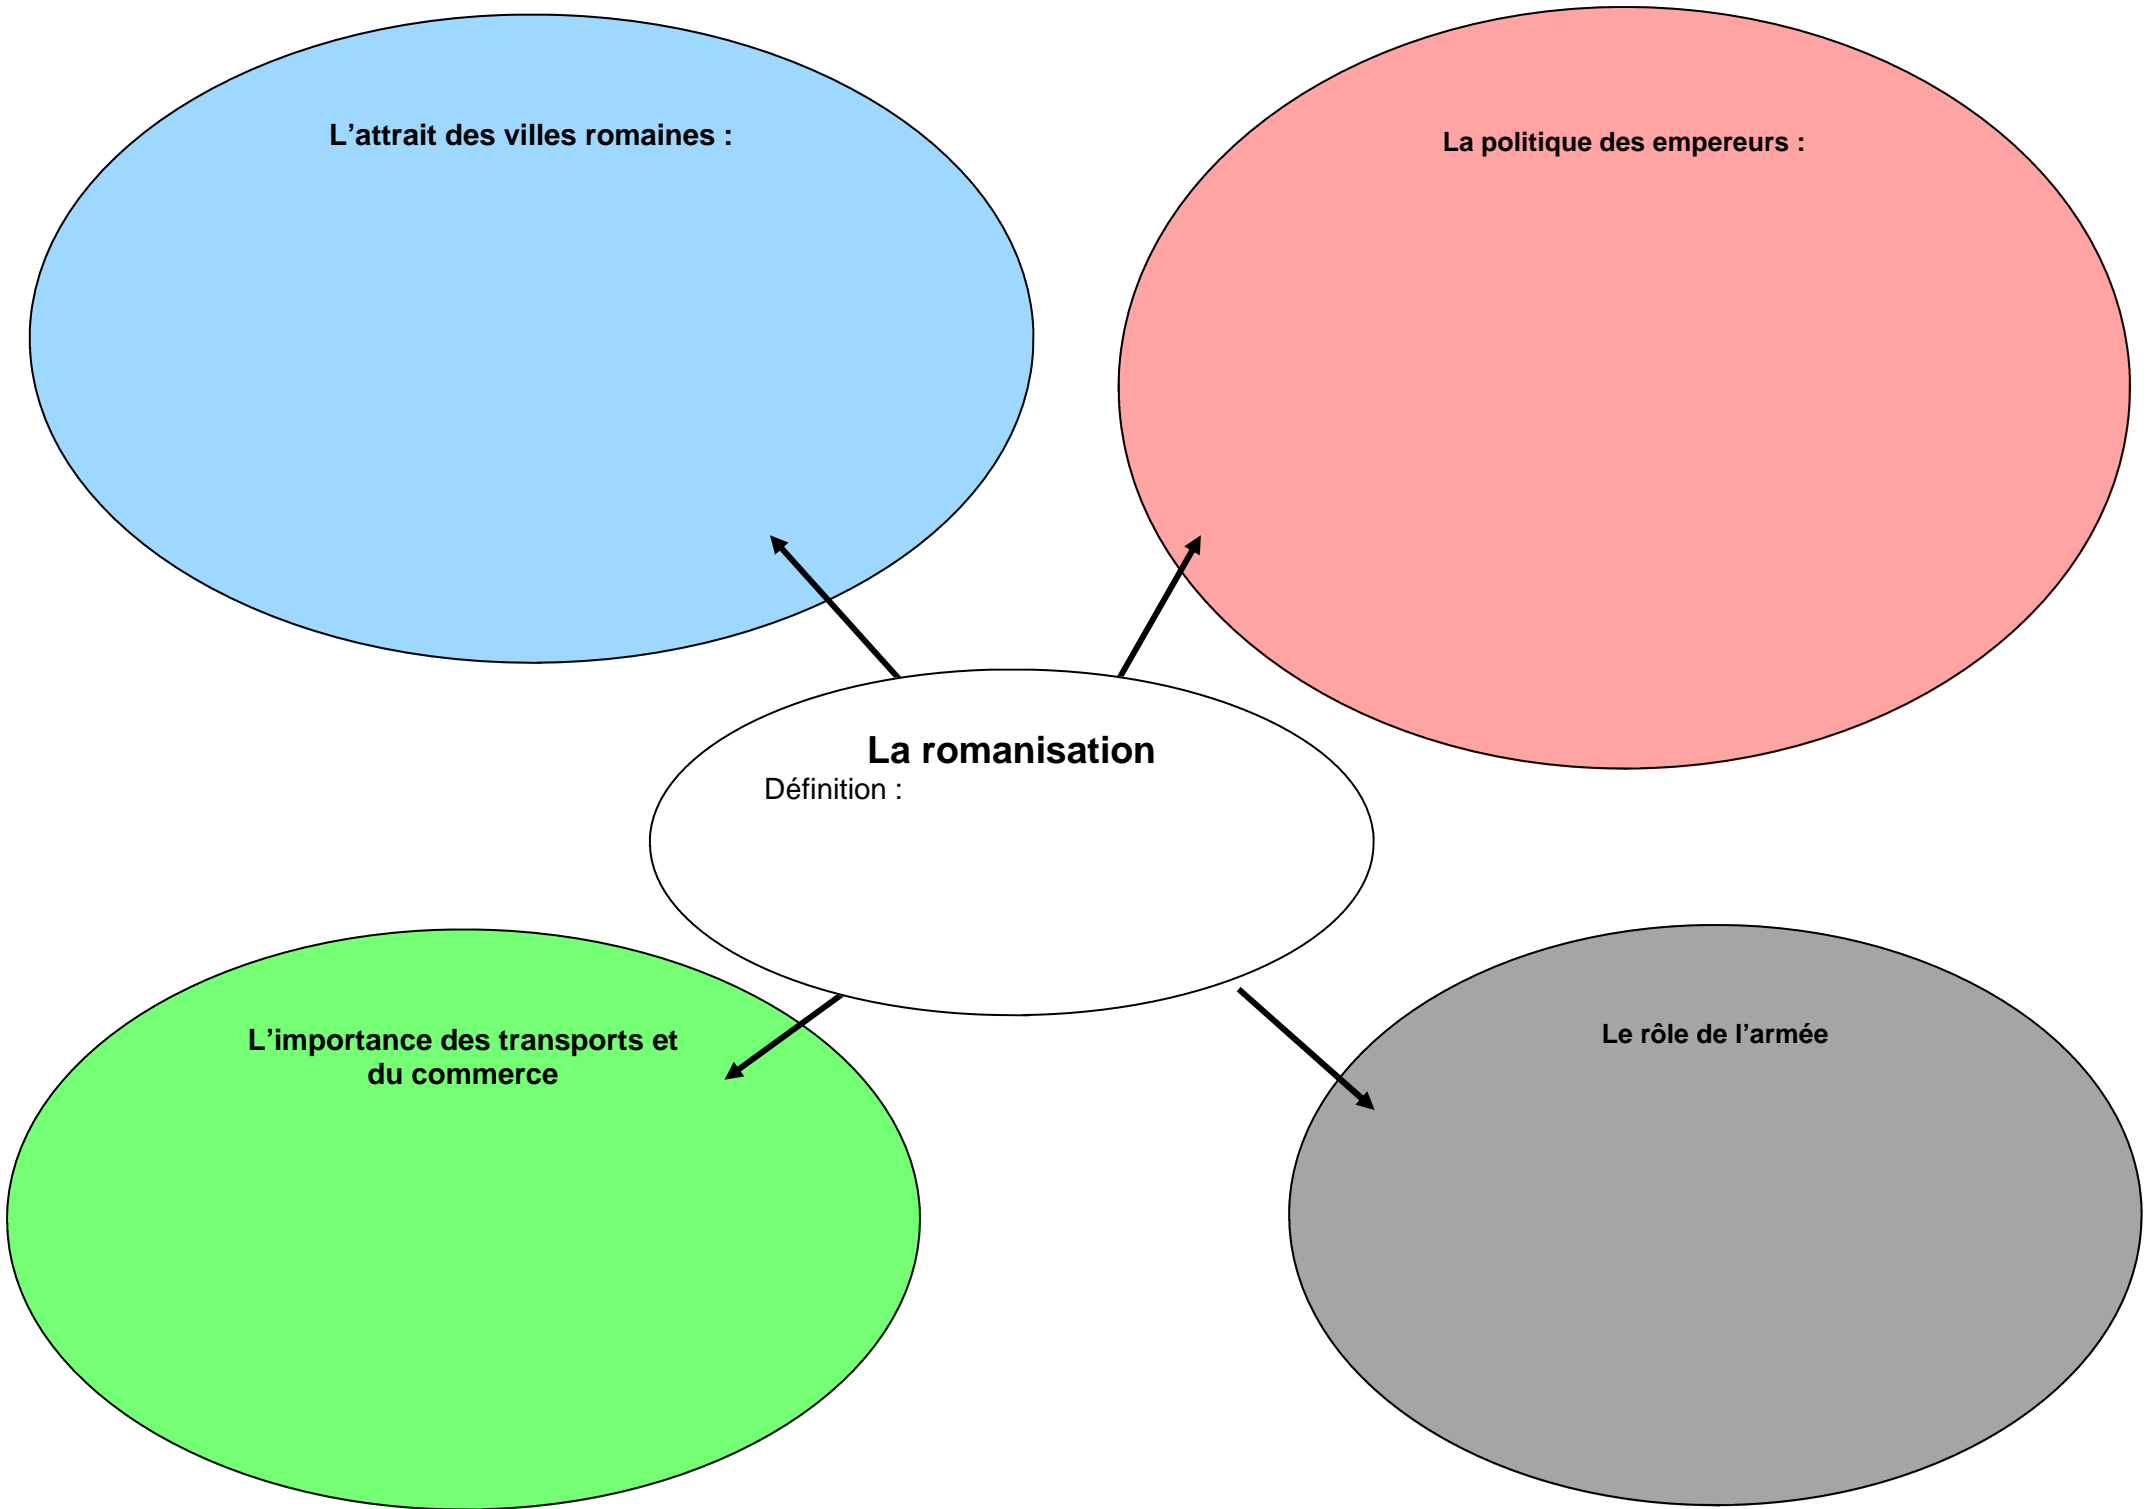 L’attrait des villes romaines :
La politique des empereurs :
La romanisation
Définition :
L’importance des transports et
du commerce
Le rôle de l’armée